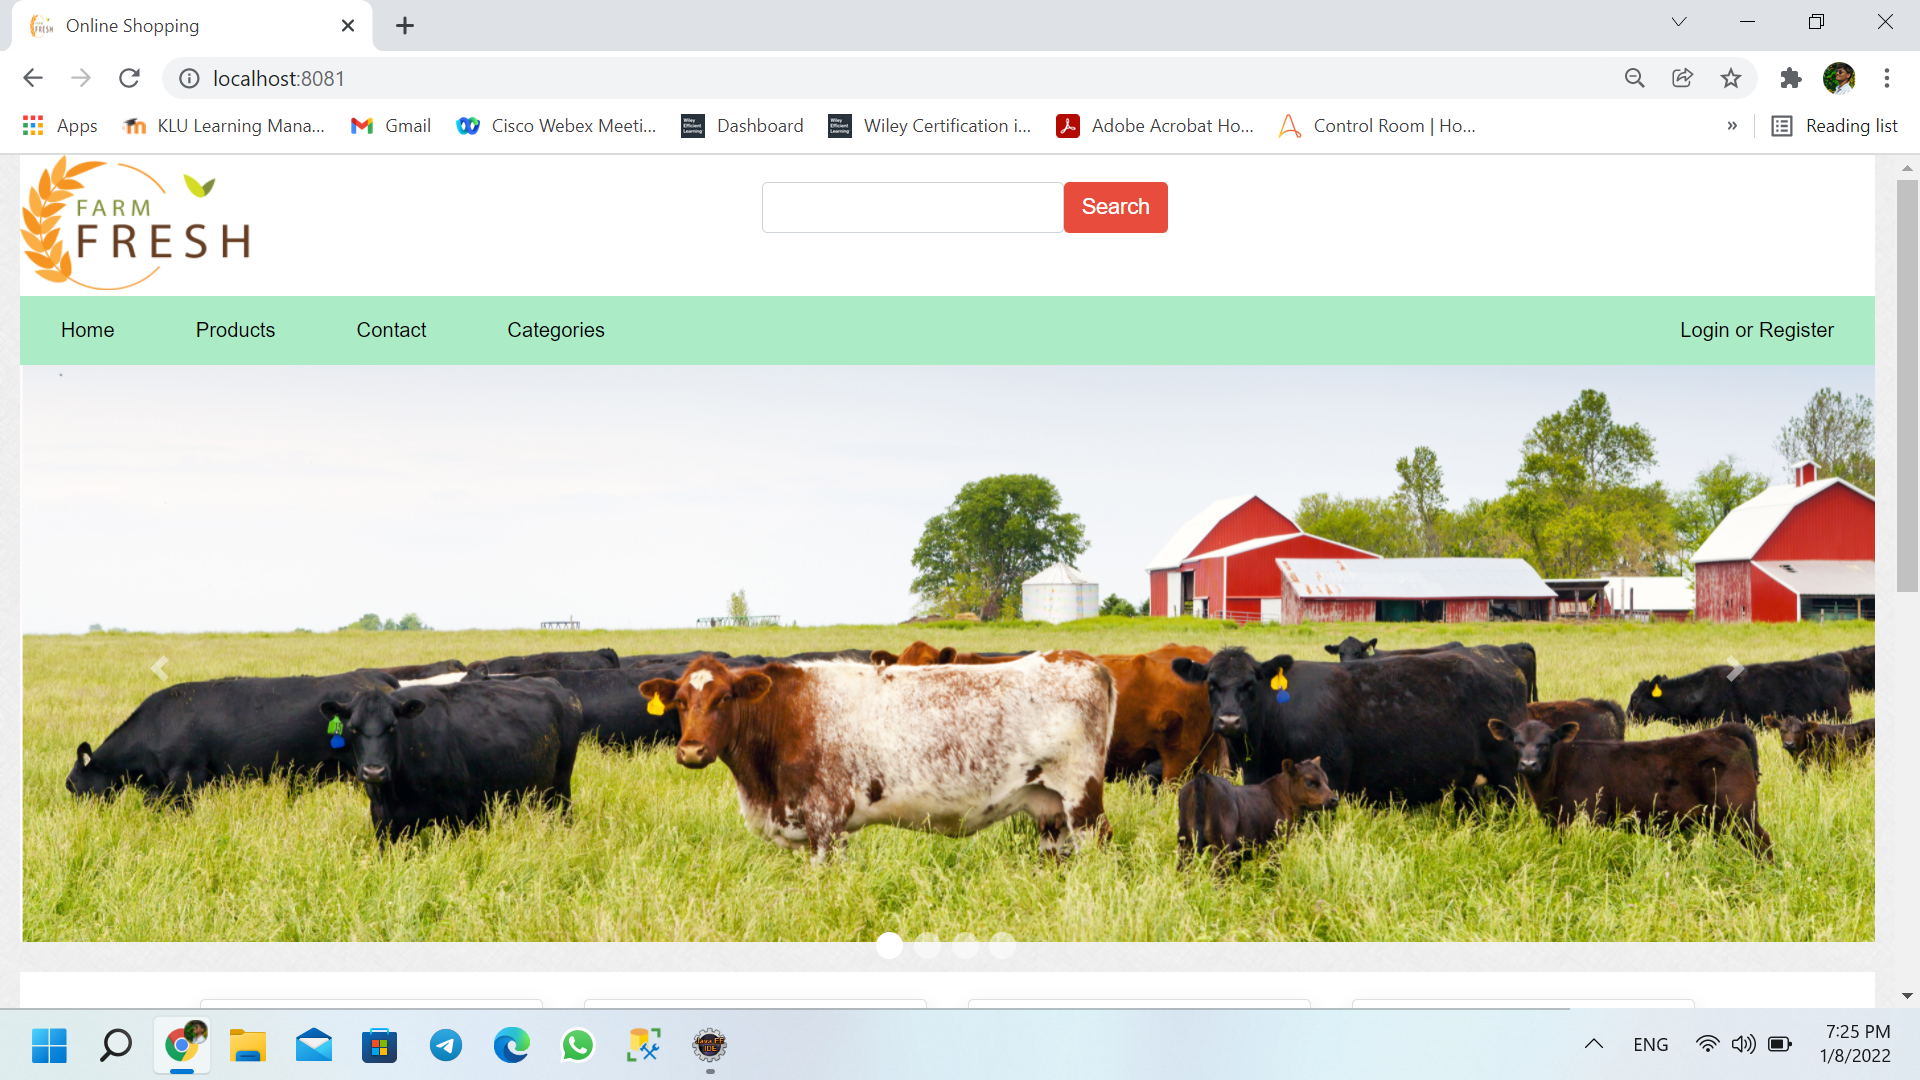 Online Shopping
localhost:8081
Apps
KLU Learning Mana...
Gmail
Cisco Webex Meeti...
Dashboard
Wiley Certification i...
Adobe Acrobat Ho...
Control Room | Ho...
»
Reading list
FARM
FRESH
Search
Home
Products
Contact
Categories
Login or Register
ENG
7:25 PM
1/8/2022